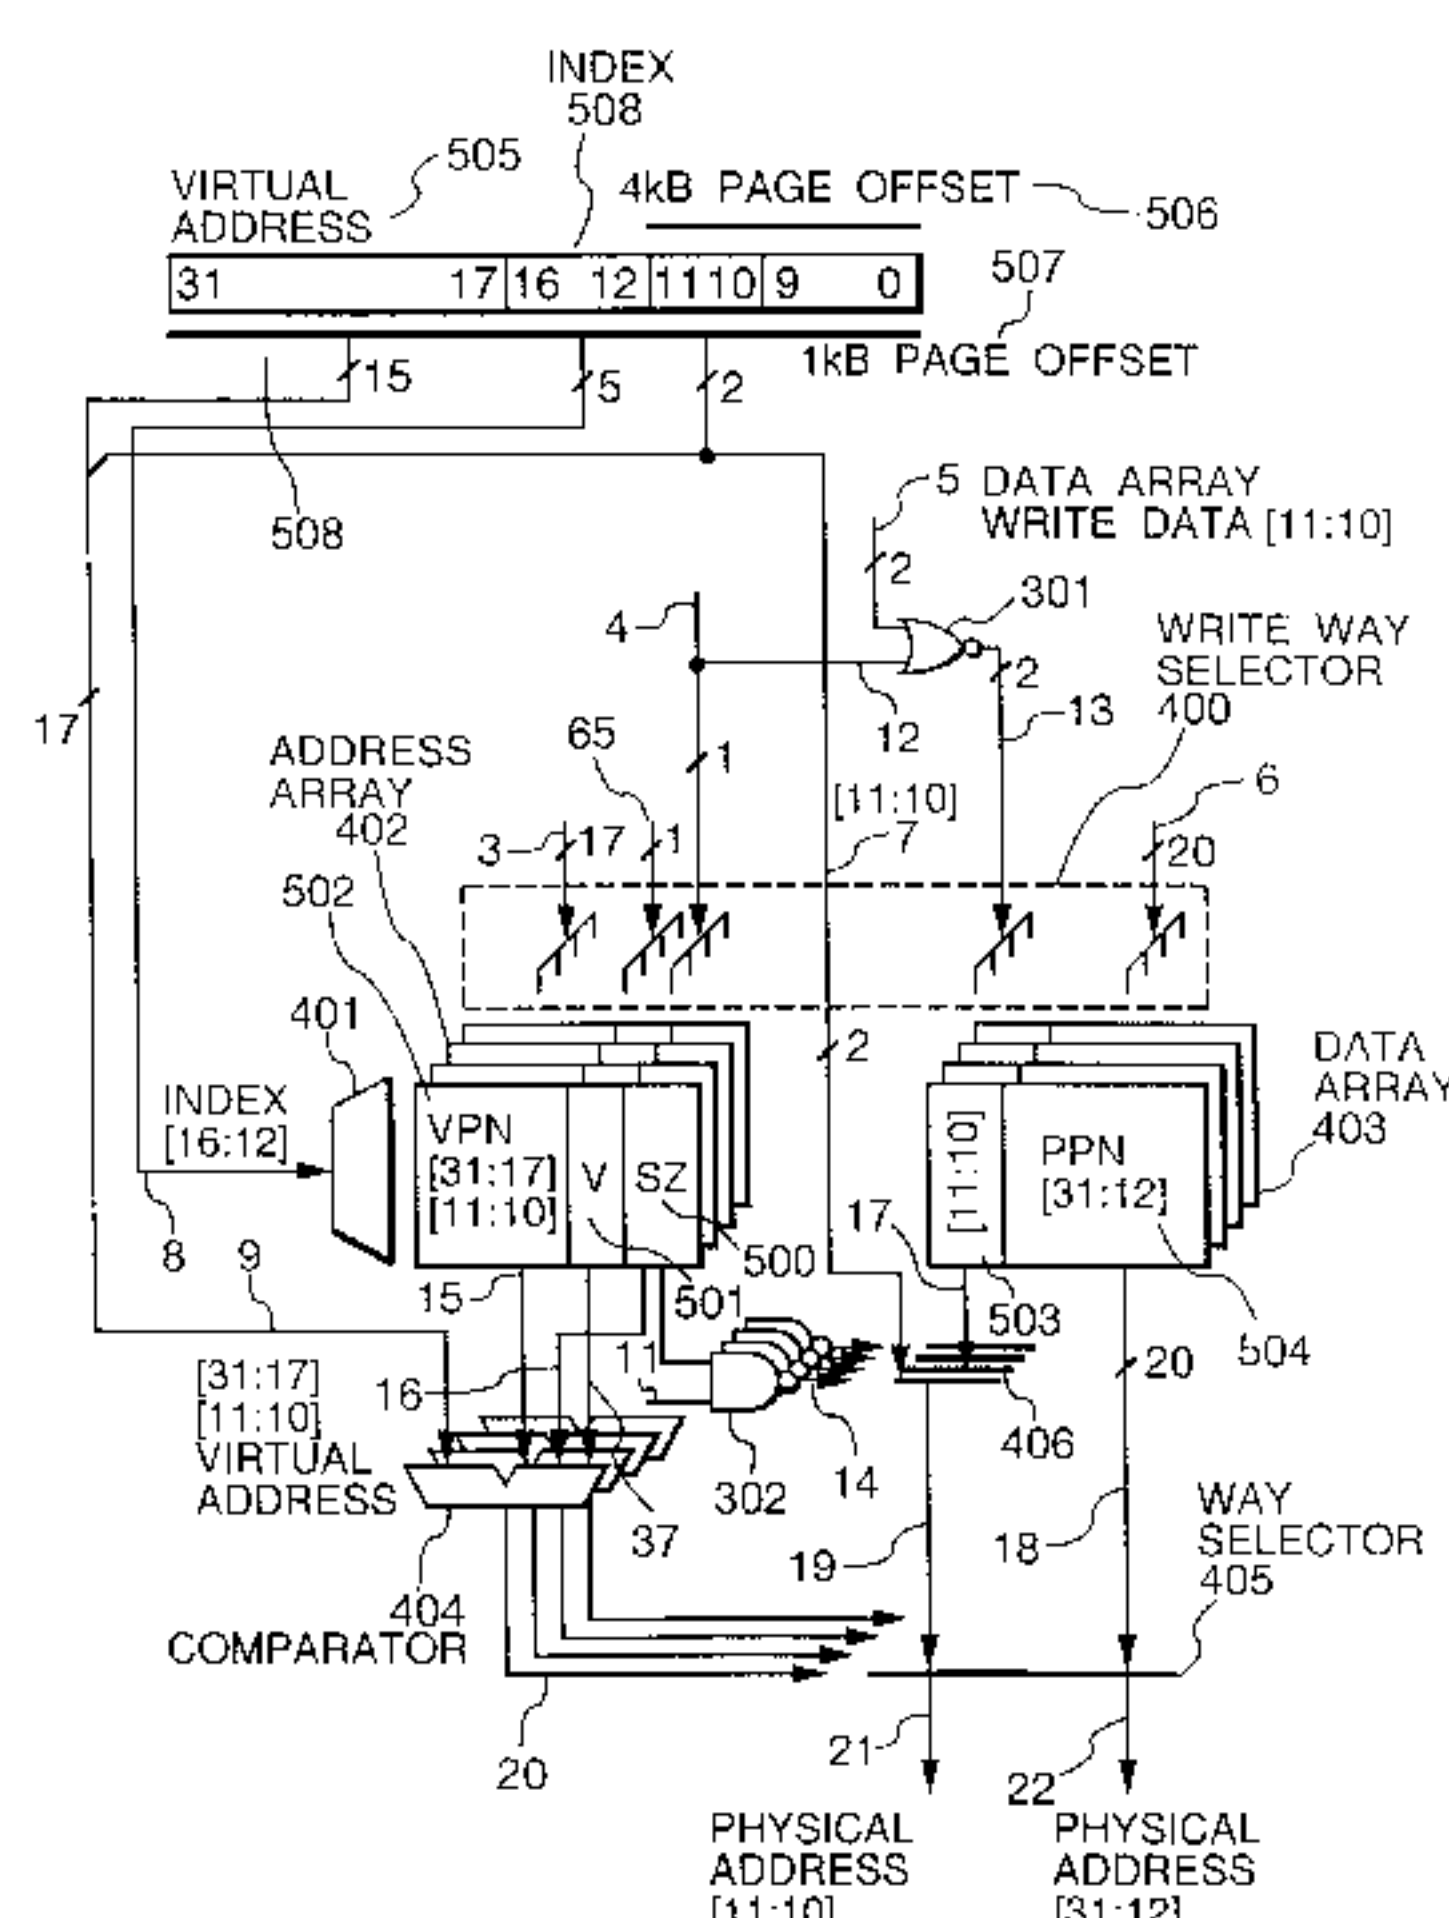 INDEX
508
VIRTUAL
ADDRESS
505
4kB PAGE OFFSET
506
31 17 16 12 11 10 9 0
507
1kB PAGE OFFSET
15
5
2
508
5 DATA ARRAY
WRITE DATA [11:10]
2
301
4
WRITE WAY
SELECTOR
400
2
12
13
17
65
1
ADDRESS
ARRAY
402
[11:10]
7
6
3
17
1
20
502
401
2
DATA
ARRAY
403
INDEX
[16:12]
VPN
[31:17]
[11:10]
V
SZ
[11:10]
PPN
[31:12]
17
8
9
15
501
500
503
504
11
20
16
[31:17]
[11:10]
VIRTUAL
ADDRESS
406
302
14
37
19
18
WAY
SELECTOR
405
404
COMPARATOR
20
21
22
PHYSICAL
ADDRESS
[11:10]
PHYSICAL
ADDRESS
[31:12]